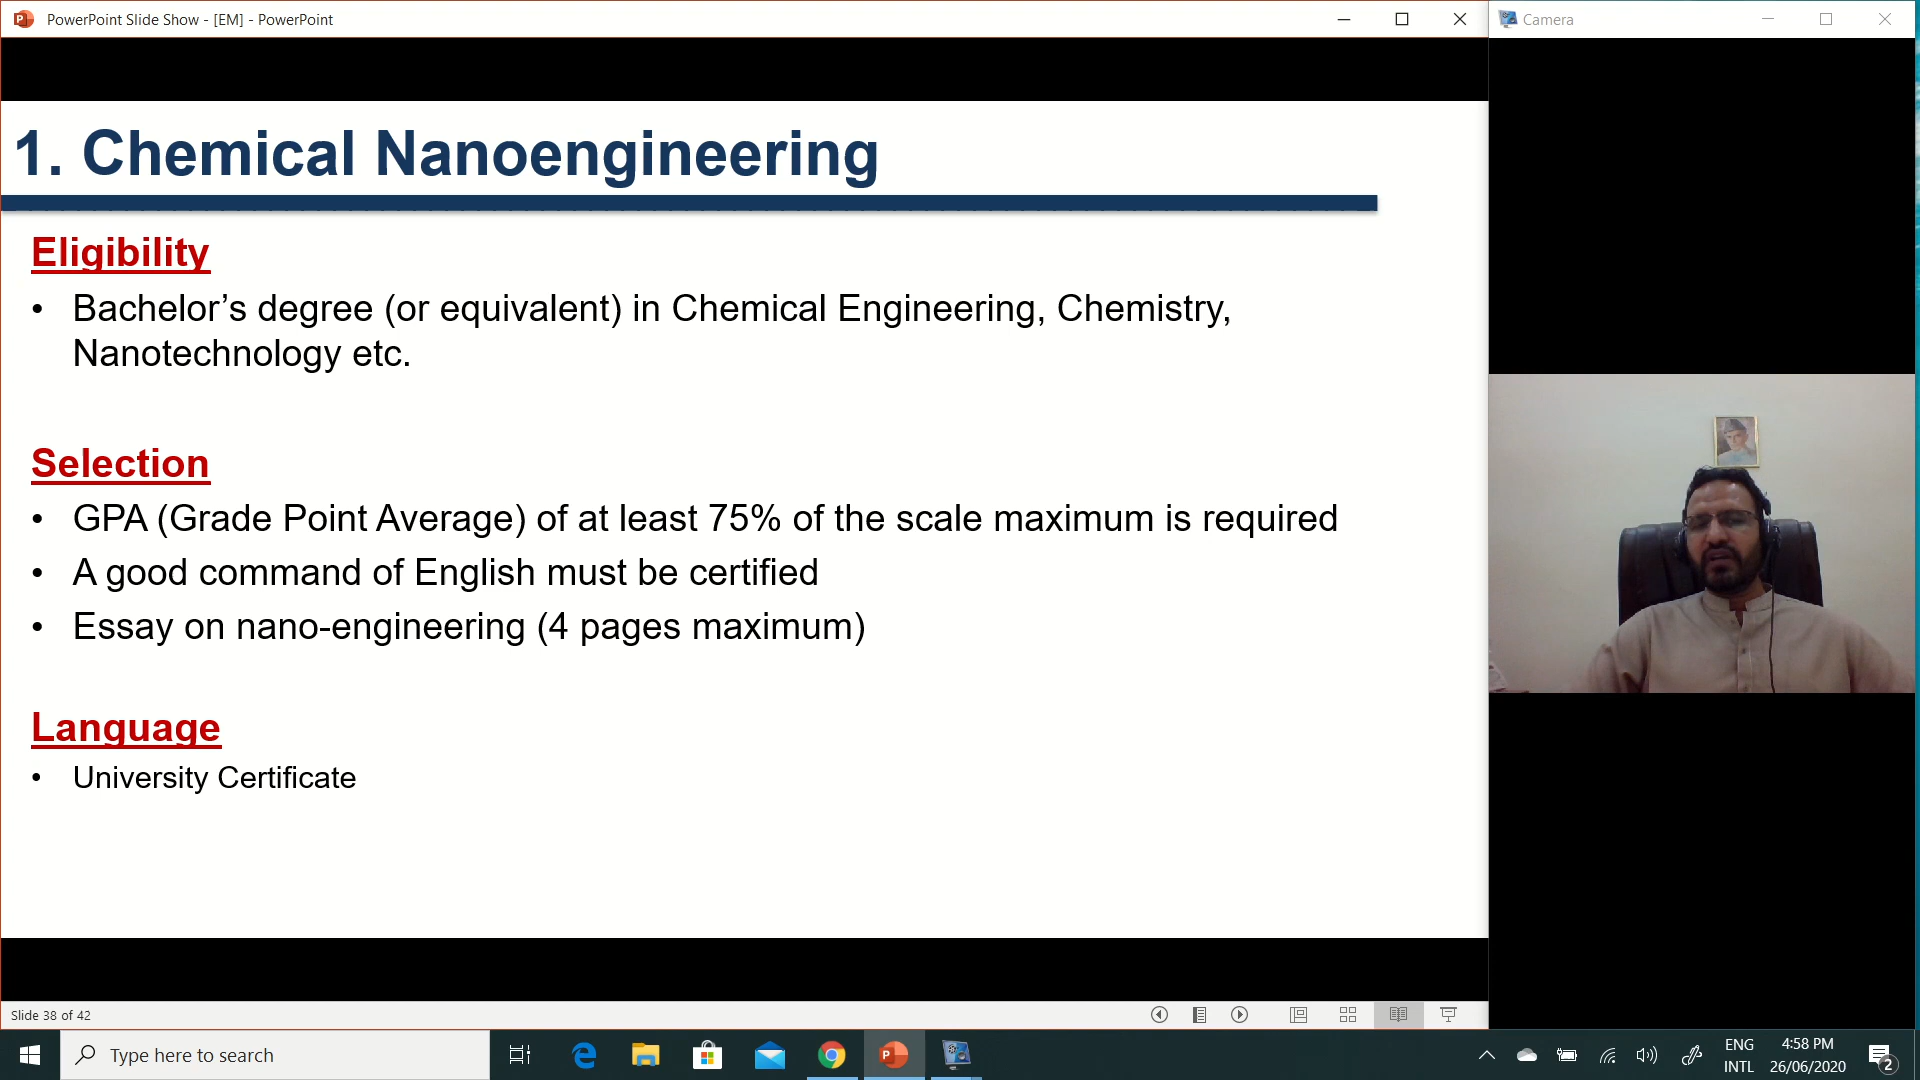 PowerPoint Slide Show - [EM] - PowerPoint
Camera
1. Chemical Nanoengineering
Eligibility
• Bachelor’s degree (or equivalent) in Chemical Engineering, Chemistry,
Nanotechnology etc.
Selection
• GPA (Grade Point Average) of at least 75% of the scale maximum is required
• A good command of English must be certified
• Essay on nano-engineering (4 pages maximum)
Language
• University Certificate
Slide 38 of 42
Type here to search
ENG
INTL
4:58 PM
26/06/2020
2